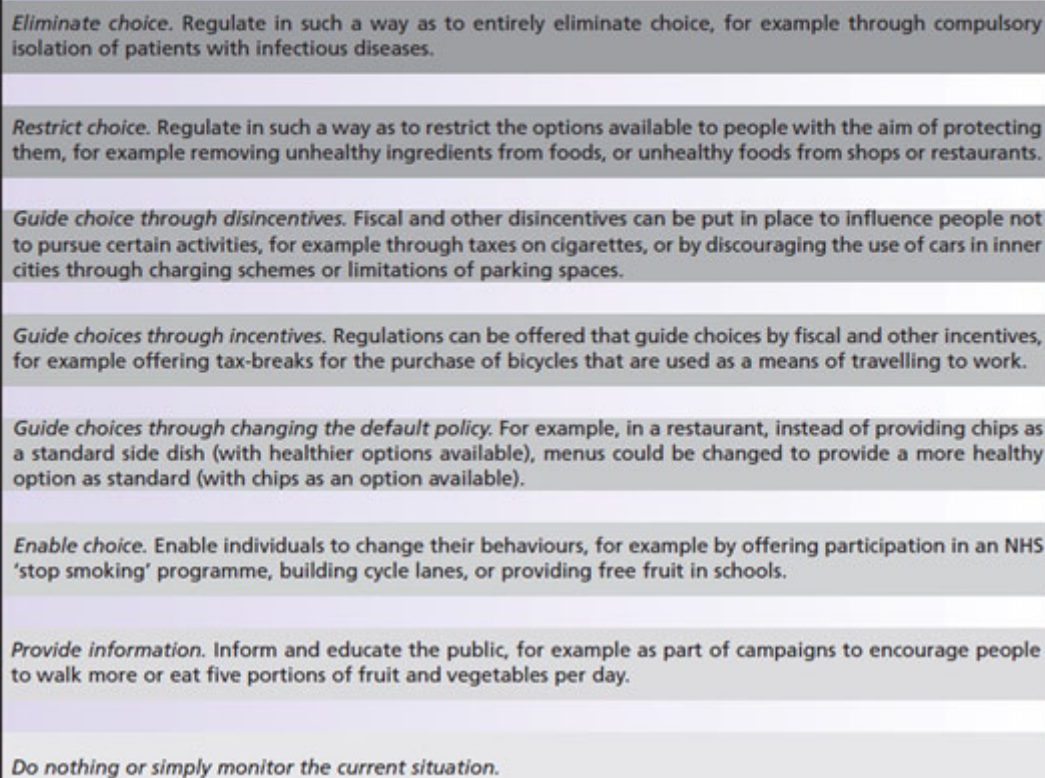 Eliminate choice. Regulate in such a way as to entirely eliminate choice, for example through compulsory
isolation of patients with infectious diseases.
Restrict choice. Regulate in such a way as to restrict the options available to people with the aim of protecting
them, for example removing unhealthy ingredients from foods, or unhealthy foods from shops or restaurants.
Guide choice through disincentives. Fiscal and other disincentives can be put in place to influence people not
to pursue certain activities, for example through taxes on cigarettes, or by discouraging the use of cars in inner
cities through charging schemes or limitations of parking spaces.
Guide choices through incentives. Regulations can be offered that guide choices by fiscal and other incentives,
for example offering tax-breaks for the purchase of bicycles that are used as a means of travelling to work.
Guide choices through changing the default policy. For example, in a restaurant, instead of providing chips as
a standard side dish (with healthier options available), menus could be changed to provide a more healthy
option as standard (with chips as an option available).
Enable choice. Enable individuals to change their behaviours, for example by offering participation in an NHS
‘stop smoking’ programme, building cycle lanes, or providing free fruit in schools.
Provide information. Inform and educate the public, for example as part of campaigns to encourage people
to walk more or eat five portions of fruit and vegetables per day.
Do nothing or simply monitor the current situation.